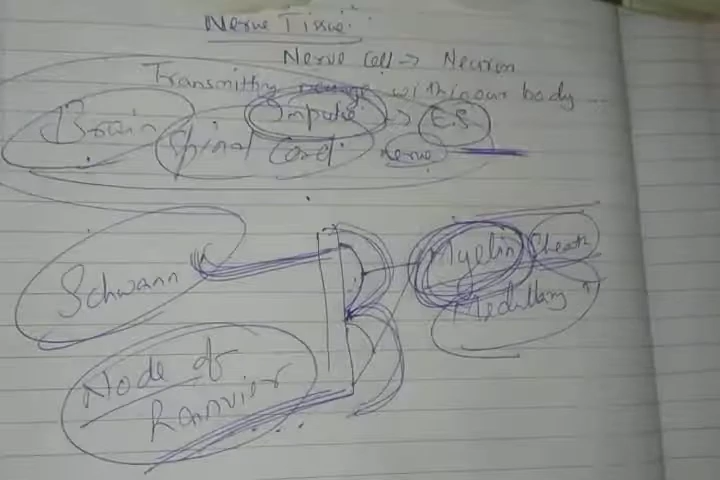 Nerve Tissue:
Nerve Cell → Neuron
Transmitting within our body ...
Brain Impulse → E.S
Spinal Cord: nerve
Schwann Myelin Sheath
Medullary "
Node of
Ranvier